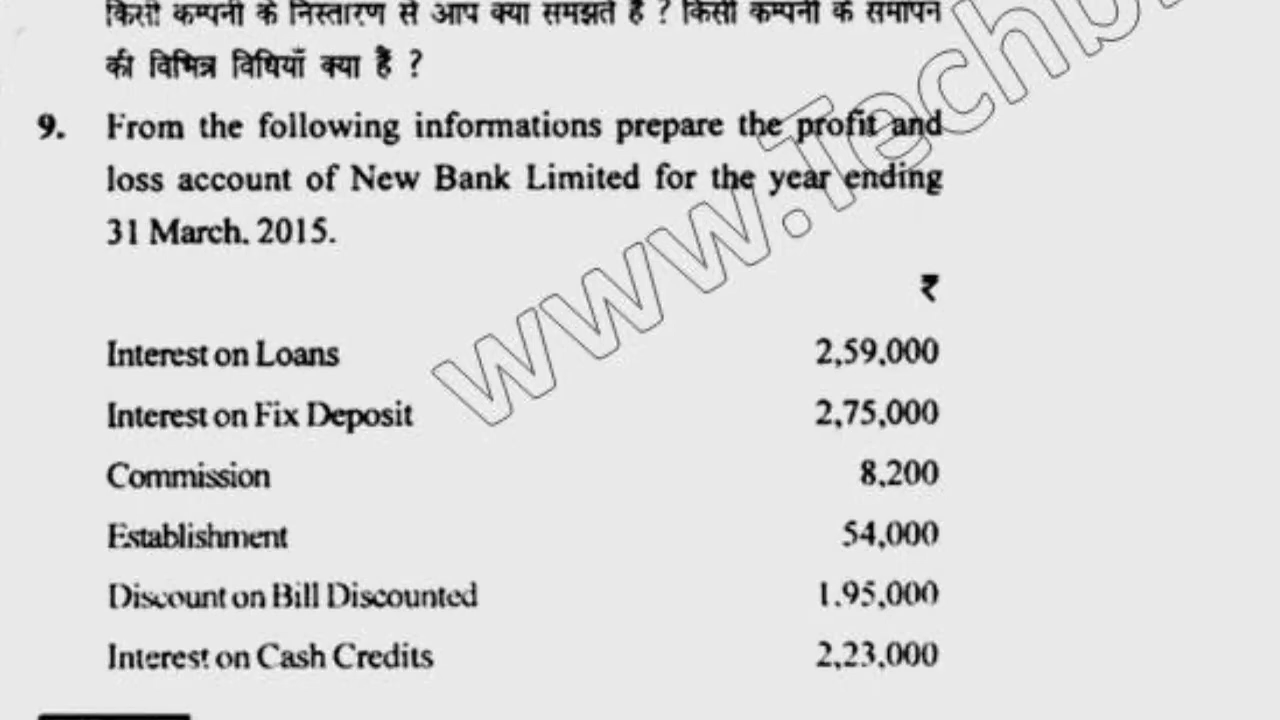 किसी कम्पनी के निस्तारण से आप क्या समझते हैं ? किसी कम्पनी के समापन
की विभिन्न विधियाँ क्या हैं ?
9. From the following informations prepare the profit and
loss account of New Bank Limited for the year ending
31 March. 2015.
₹
Interest on Loans 2,59,000
Interest on Fix Deposit 2,75,000
Commission 8,200
Establishment 54,000
Discount on Bill Discounted 1.95,000
Interest on Cash Credits 2,23,000
www.Techb